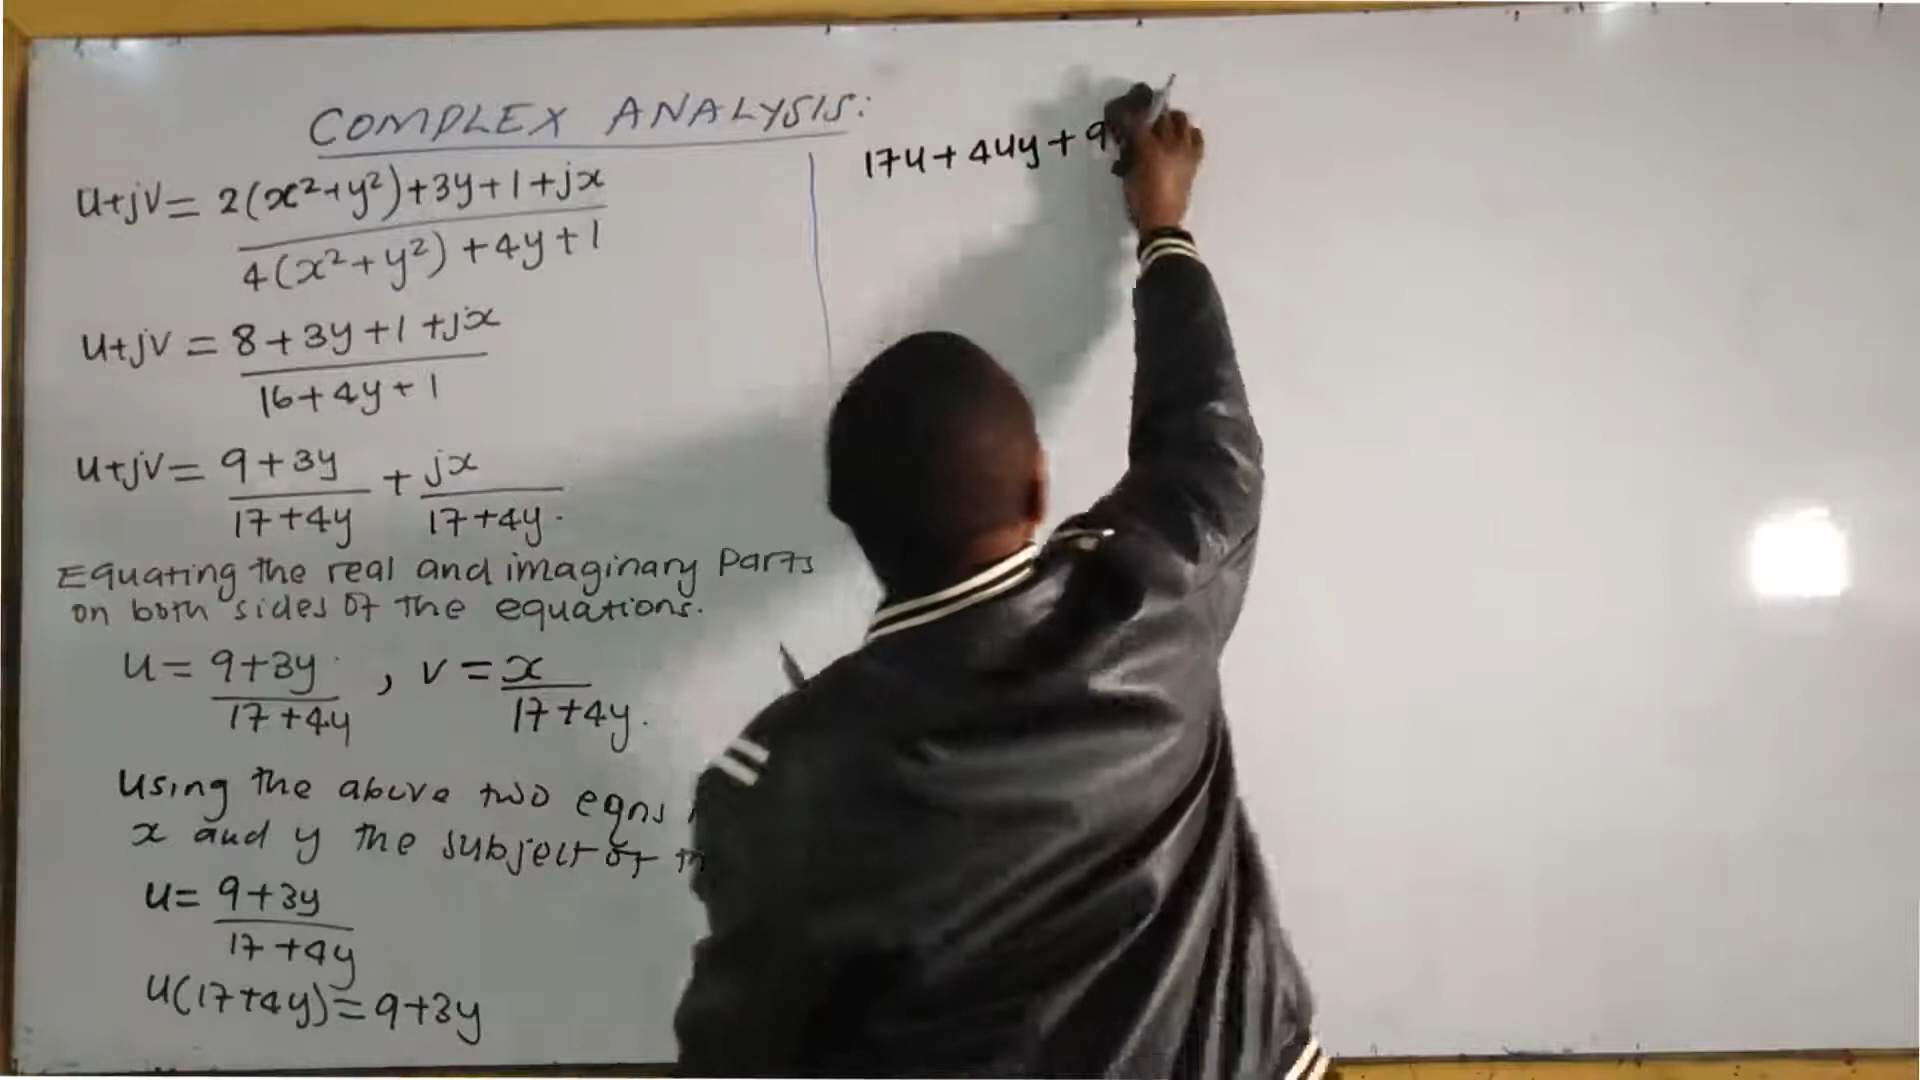 COMPLEX ANALYSIS:
u+jv = 2(x²+y²)+3y+1+jx
4(x²+y²)+4y+1
u+jv = 8+3y+1+jx
16+4y+1
u+jv = 9+3y + jx
17+4y 17+4y.
Equating the real and imaginary parts
on both sides of the equations.
u = 9+3y , v = x
17+4y 17+4y.
Using the above two eqns
x and y the subject of
u = 9+3y
17+4y
u(17+4y) = 9+3y
17u+4uy+9